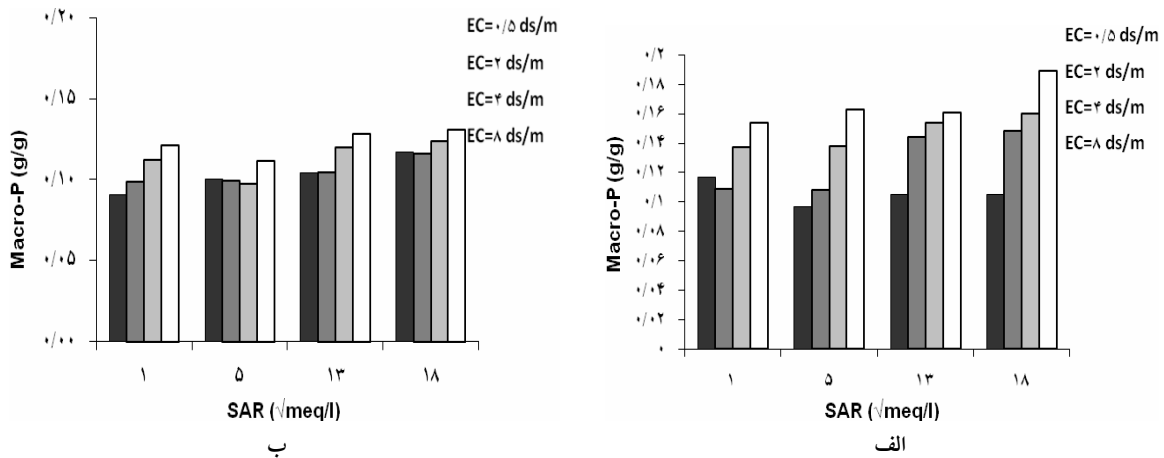 ۰/۲۰
۰/۱۵
۰/۱۰
۰/۰۵
۰/۰۰
Macro-P (g/g)
EC=۰/۵ ds/m
EC=۲ ds/m
EC=۴ ds/m
EC=۸ ds/m
۱ ۵ ۱۳ ۱۸
SAR (√meq/l)
ب
۰/۲
۰/۱۸
۰/۱۶
۰/۱۴
۰/۱۲
۰/۱
۰/۰۸
۰/۰۶
۰/۰۴
۰/۰۲
۰
Macro-P (g/g)
EC=۰/۵ ds/m
EC=۲ ds/m
EC=۴ ds/m
EC=۸ ds/m
۱ ۵ ۱۳ ۱۸
SAR (√meq/l)
الف